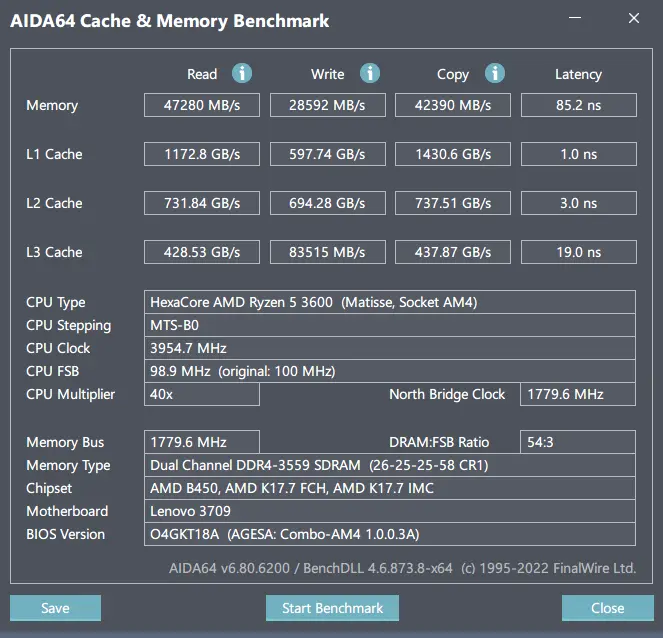 AIDA64 Cache & Memory Benchmark
Read Write Copy Latency
Memory 47280 MB/s 28592 MB/s 42390 MB/s 85.2 ns
L1 Cache 1172.8 GB/s 597.74 GB/s 1430.6 GB/s 1.0 ns
L2 Cache 731.84 GB/s 694.28 GB/s 737.51 GB/s 3.0 ns
L3 Cache 428.53 GB/s 83515 MB/s 437.87 GB/s 19.0 ns
CPU Type HexaCore AMD Ryzen 5 3600 (Matisse, Socket AM4)
CPU Stepping MTS-B0
CPU Clock 3954.7 MHz
CPU FSB 98.9 MHz (original: 100 MHz)
CPU Multiplier 40x North Bridge Clock 1779.6 MHz
Memory Bus 1779.6 MHz DRAM:FSB Ratio 54:3
Memory Type Dual Channel DDR4-3559 SDRAM (26-25-25-58 CR1)
Chipset AMD B450, AMD K17.7 FCH, AMD K17.7 IMC
Motherboard Lenovo 3709
BIOS Version O4GKT18A (AGESA: Combo-AM4 1.0.0.3A)
AIDA64 v6.80.6200 / BenchDLL 4.6.873.8-x64 (c) 1995-2022 FinalWire Ltd.
Save Start Benchmark Close